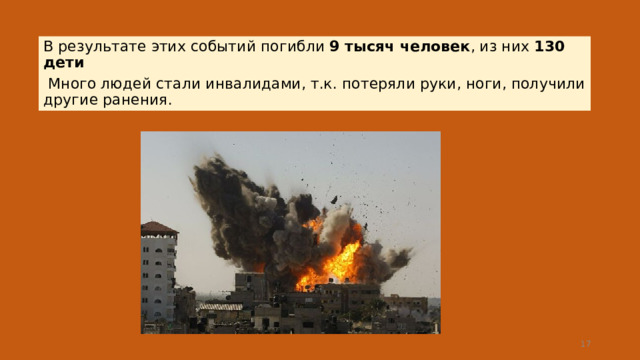 В результате этих событий погибли 9 тысяч человек, из них 130
дети
Много людей стали инвалидами, т.к. потеряли руки, ноги, получили
другие ранения.
17